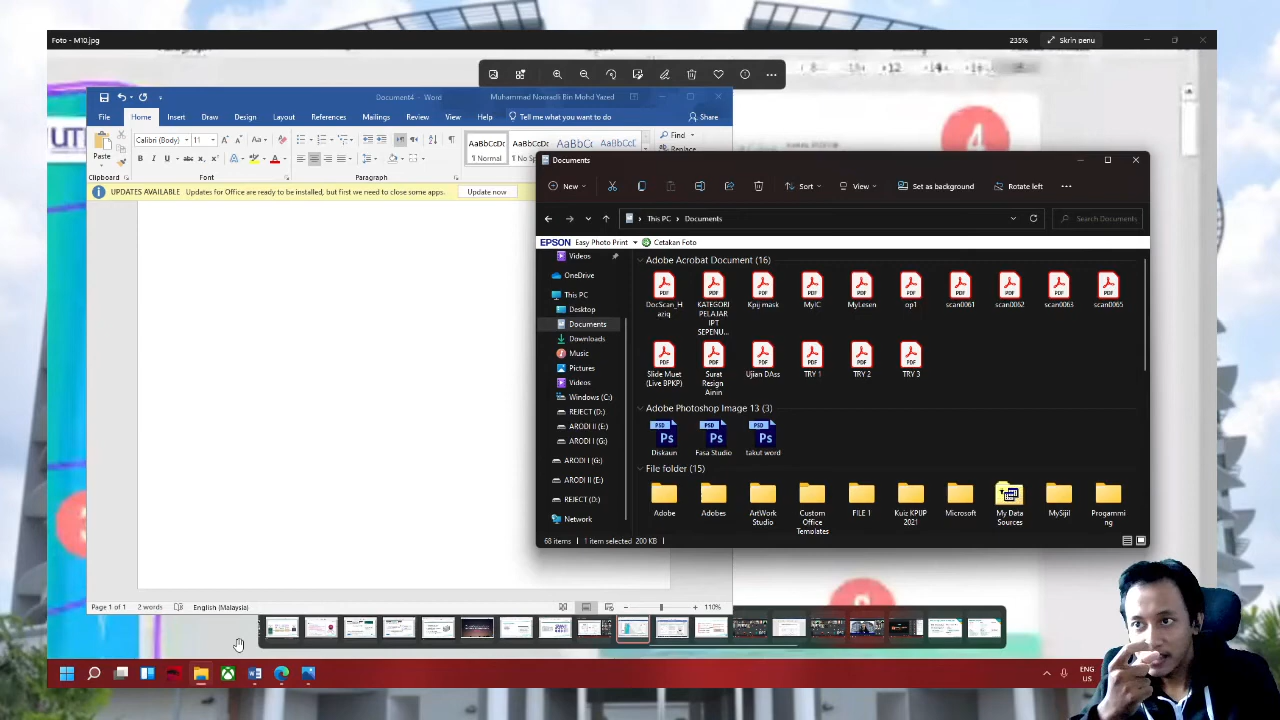 Foto - M10.jpg
235%
Skrin penu
4
Document4 - Word
Muhammad Nooradli Bin Mohd Yazed
File
Home
Insert
Draw
Design
Layout
References
Mailings
Review
View
Help
Tell me what you want to do
Share
Paste
Calibri (Body)
11
AaBbCcDc
AaBbCcDc
AaBbCc
AaBbCcC
Find
Replace
1 Normal
Clipboard
Font
Paragraph
UPDATES AVAILABLE
Updates for Office are ready to be installed, but first we need to close some apps.
Update now
Documents
New
Sort
View
Set as background
Rotate left
This PC
Documents
Search Documents
EPSON
Easy Photo Print
Cetakan Foto
Videos
OneDrive
This PC
Desktop
Documents
Downloads
Music
Pictures
Videos
Windows (C:)
REJECT (D:)
ARODI II (E:)
ARODI I (G:)
ARODI I (G:)
ARODI II (E:)
REJECT (D:)
Network
Adobe Acrobat Document (16)
DocScan_Haziq
KATEGORI PELAJAR IPT SEPENU...
Kpij mask
MyIC
MyLesen
op1
scan0061
scan0062
scan0063
scan0065
Slide Muet (Live BPKP)
Surat Resign Ainin
Ujian DAss
TRY 1
TRY 2
TRY 3
Adobe Photoshop Image 13 (3)
Diskaun
Fasa Studio
takut word
File folder (15)
Adobe
Adobes
ArtWork Studio
Custom Office Templates
FILE 1
Kuiz KPIJP 2021
Microsoft
My Data Sources
MySijil
Progamming
68 items
1 item selected 200 KB
Page 1 of 1
2 words
English (Malaysia)
110%
ENG
US